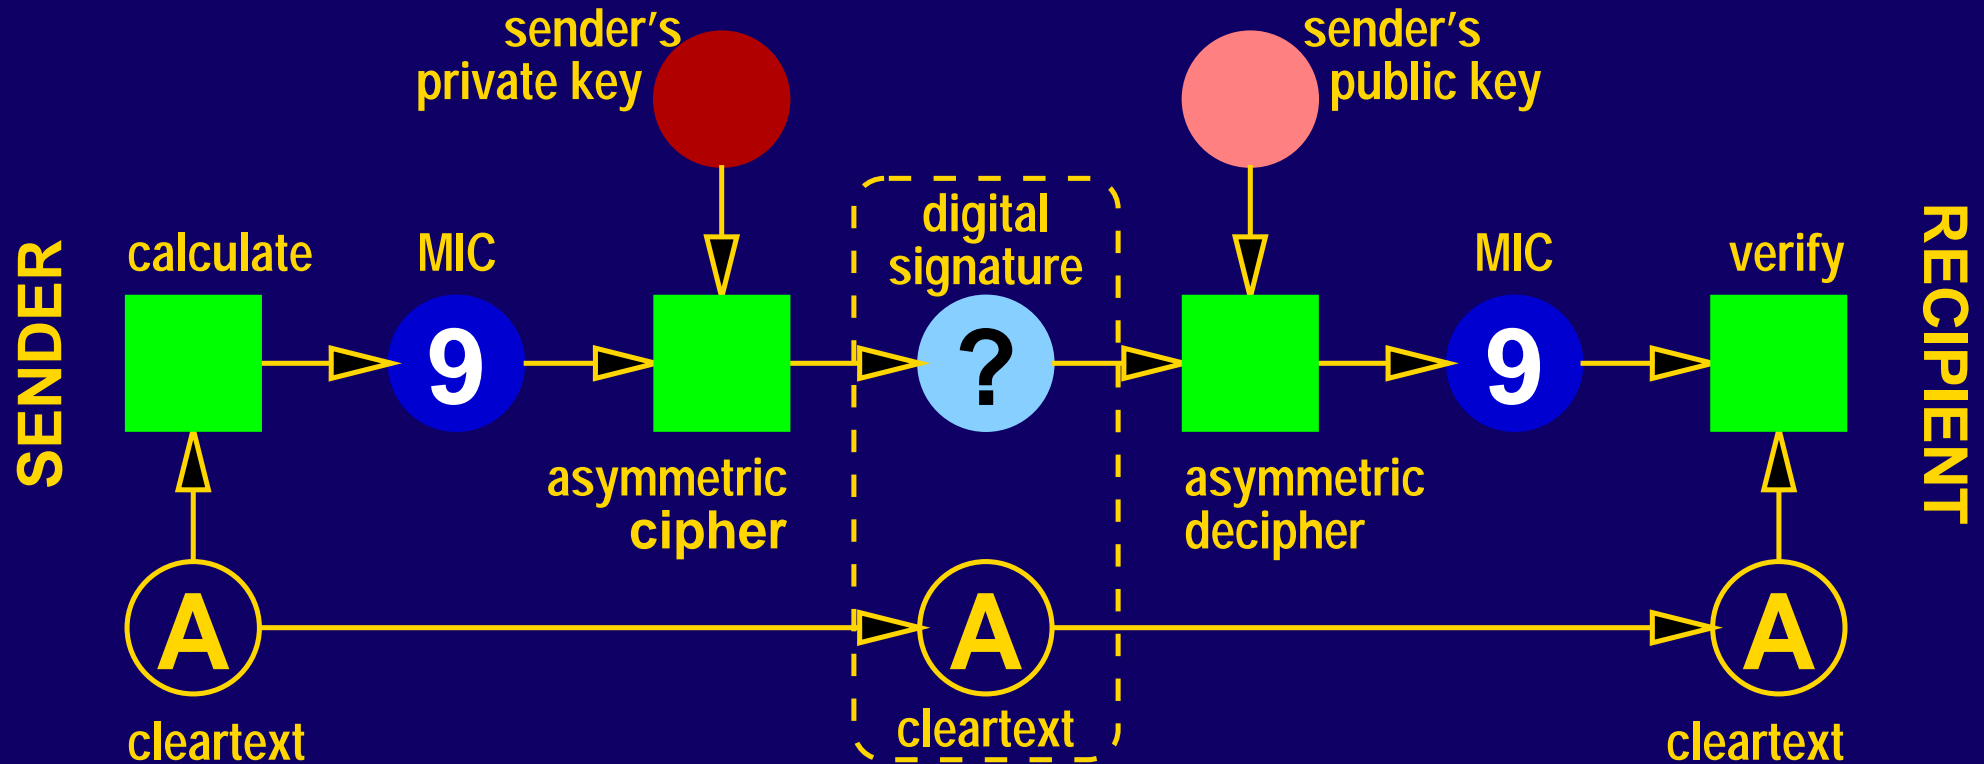 sender's
private key
sender's
public key
digital
signature
SENDER
calculate
MIC
MIC
verify
RECIPIENT
9
?
9
asymmetric
cipher
asymmetric
decipher
A
A
A
cleartext
cleartext
cleartext